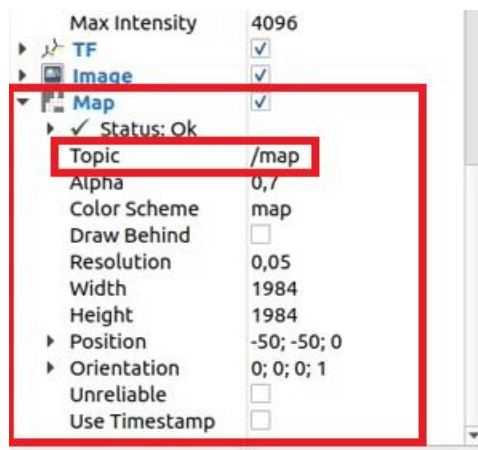 Max Intensity 4096
TF
Image
Map
Status: Ok
Topic /map
Alpha 0,7
Color Scheme map
Draw Behind
Resolution 0,05
Width 1984
Height 1984
Position -50; -50; 0
Orientation 0; 0; 0; 1
Unreliable
Use Timestamp